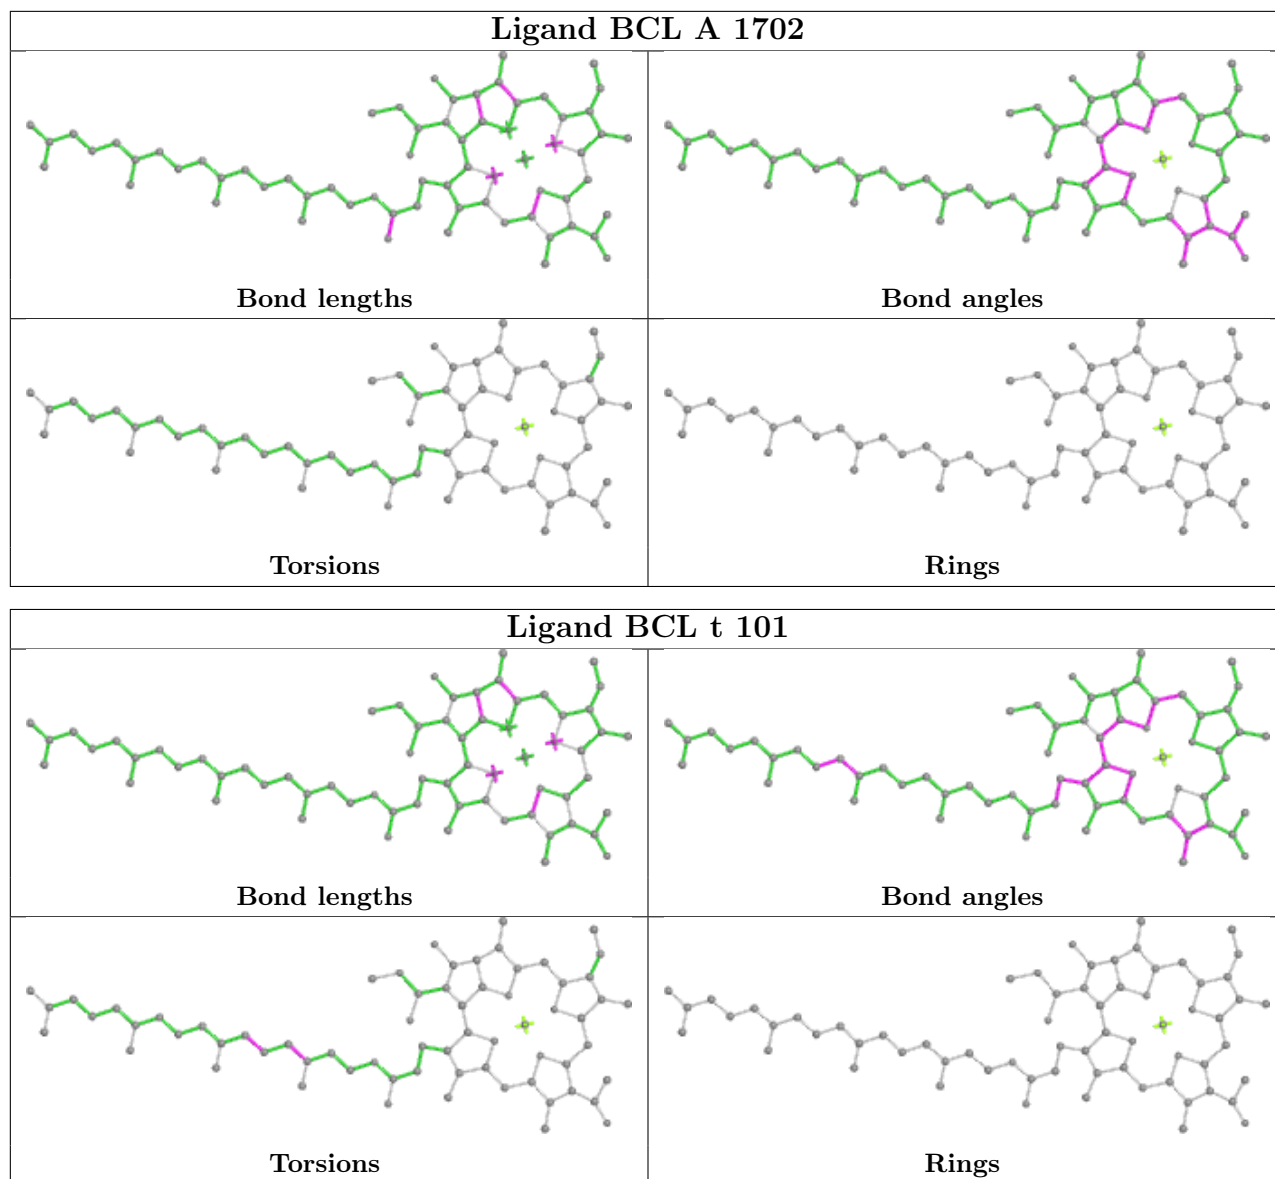 Ligand BCL A 1702
Bond lengths
Bond angles
Torsions
Rings
Ligand BCL t 101
Bond lengths
Bond angles
Torsions
Rings